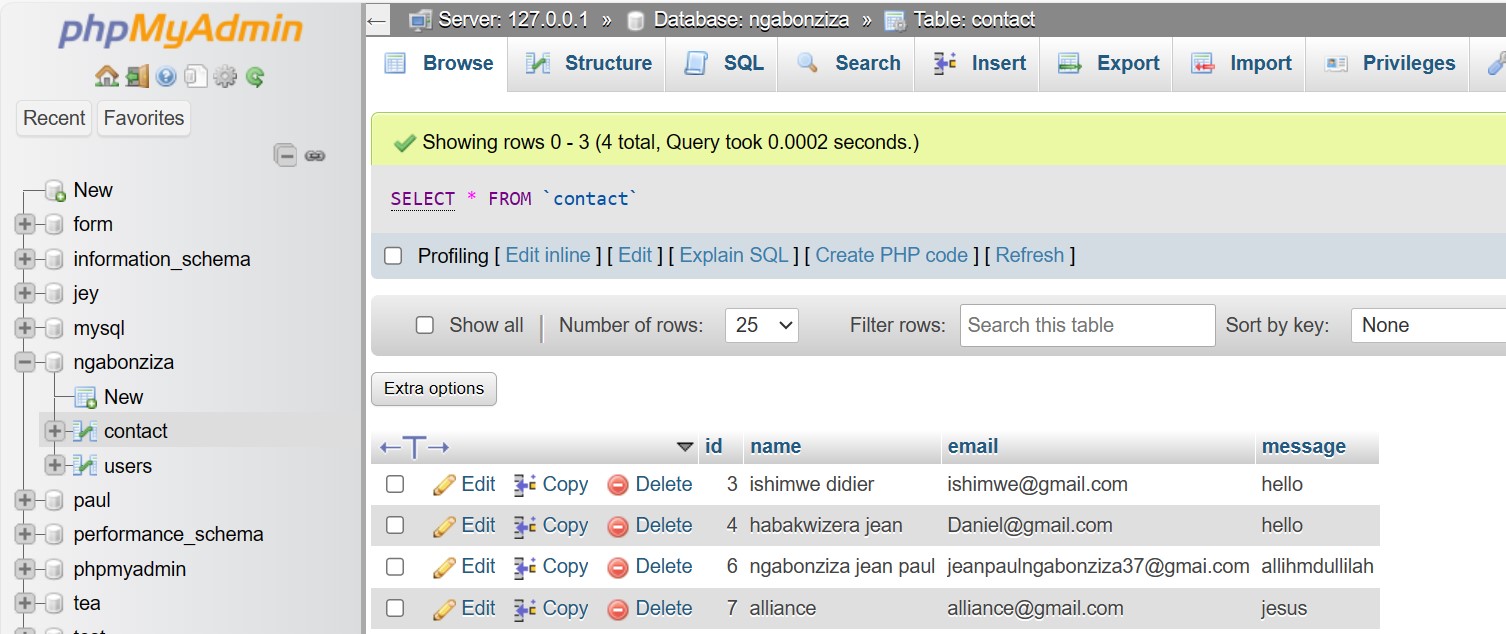 phpMyAdmin
Recent Favorites
New
form
information_schema
jey
mysql
ngabonziza
New
contact
users
paul
performance_schema
phpmyadmin
tea
Server: 127.0.0.1 » Database: ngabonziza » Table: contact
Browse Structure SQL Search Insert Export Import Privileges
Showing rows 0 - 3 (4 total, Query took 0.0002 seconds.)
SELECT * FROM `contact`
Profiling [ Edit inline ] [ Edit ] [ Explain SQL ] [ Create PHP code ] [ Refresh ]
Show all Number of rows: 25 Filter rows: Search this table Sort by key: None
Extra options
id name email message
Edit Copy Delete 3 ishimwe didier ishimwe@gmail.com hello
Edit Copy Delete 4 habakwizera jean Daniel@gmail.com hello
Edit Copy Delete 6 ngabonziza jean paul jeanpaulngabonziza37@gmai.com allihmdullilah
Edit Copy Delete 7 alliance alliance@gmail.com jesus